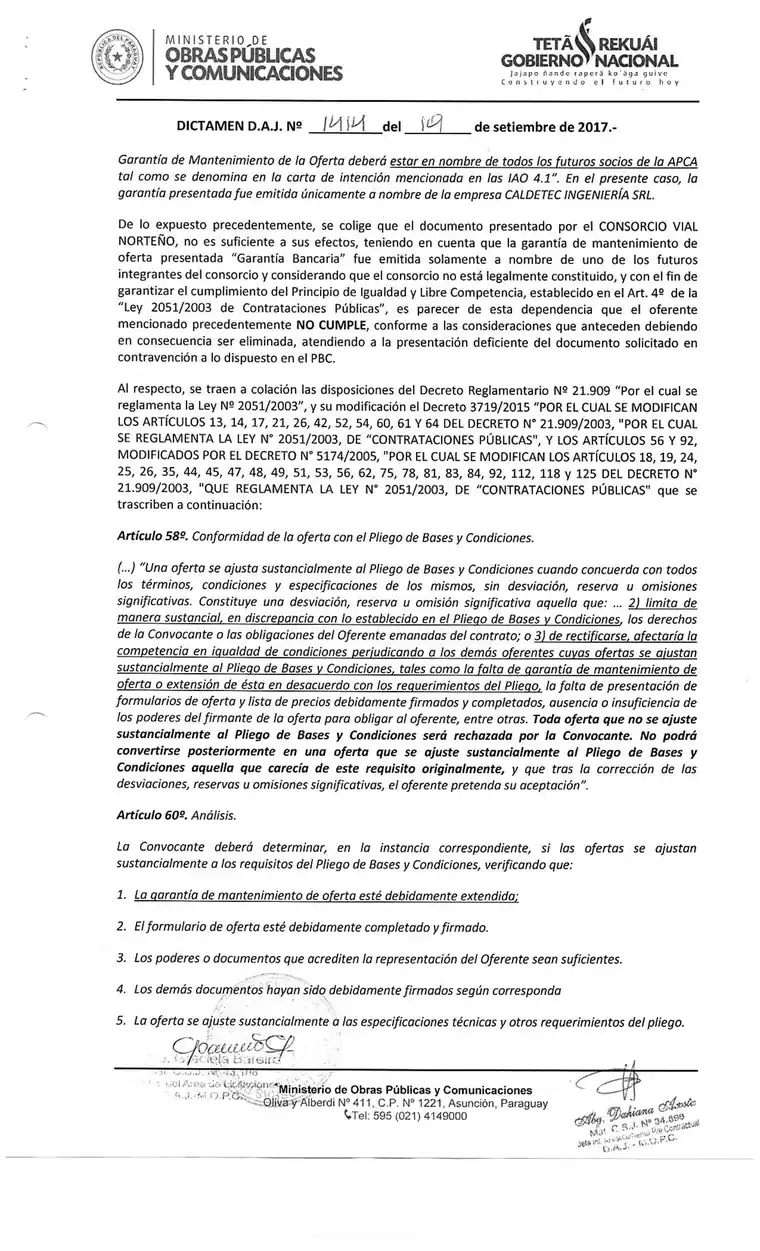 MINISTERIO DE
OBRAS PÚBLICAS
Y COMUNICACIONES
TETÃ REKUÁI
GOBIERNO NACIONAL
Jajapo ñande raperã ko'ãga guive
Construyendo el futuro hoy
DICTAMEN D.A.J. Nº 1414 del 19 de setiembre de 2017.-
Garantía de Mantenimiento de la Oferta deberá estar en nombre de todos los futuros socios de la APCA
tal como se denomina en la carta de intención mencionada en las IAO 4.1”. En el presente caso, la
garantía presentada fue emitida únicamente a nombre de la empresa CALDETEC INGENIERÍA SRL.
De lo expuesto precedentemente, se colige que el documento presentado por el CONSORCIO VIAL
NORTEÑO, no es suficiente a sus efectos, teniendo en cuenta que la garantía de mantenimiento de
oferta presentada “Garantía Bancaria” fue emitida solamente a nombre de uno de los futuros
integrantes del consorcio y considerando que el consorcio no está legalmente constituido, y con el fin de
garantizar el cumplimiento del Principio de Igualdad y Libre Competencia, establecido en el Art. 4º de la
“Ley 2051/2003 de Contrataciones Públicas”, es parecer de esta dependencia que el oferente
mencionado precedentemente NO CUMPLE, conforme a las consideraciones que anteceden debiendo
en consecuencia ser eliminada, atendiendo a la presentación deficiente del documento solicitado en
contravención a lo dispuesto en el PBC.
Al respecto, se traen a colación las disposiciones del Decreto Reglamentario Nº 21.909 “Por el cual se
reglamenta la Ley Nº 2051/2003”, y su modificación el Decreto 3719/2015 “POR EL CUAL SE MODIFICAN
LOS ARTÍCULOS 13, 14, 17, 21, 26, 42, 52, 54, 60, 61 Y 64 DEL DECRETO N° 21.909/2003, "POR EL CUAL
SE REGLAMENTA LA LEY N° 2051/2003, DE “CONTRATACIONES PÚBLICAS", Y LOS ARTÍCULOS 56 Y 92,
MODIFICADOS POR EL DECRETO N° 5174/2005, "POR EL CUAL SE MODIFICAN LOS ARTÍCULOS 18, 19, 24,
25, 26, 35, 44, 45, 47, 48, 49, 51, 53, 56, 62, 75, 78, 81, 83, 84, 92, 112, 118 y 125 DEL DECRETO N°
21.909/2003, "QUE REGLAMENTA LA LEY N° 2051/2003, DE “CONTRATACIONES PÚBLICAS" que se
trascriben a continuación:
Artículo 58º. Conformidad de la oferta con el Pliego de Bases y Condiciones.
(...) “Una oferta se ajusta sustancialmente al Pliego de Bases y Condiciones cuando concuerda con todos
los términos, condiciones y especificaciones de los mismos, sin desviación, reserva u omisiones
significativas. Constituye una desviación, reserva u omisión significativa aquella que: ... 2) limita de
manera sustancial, en discrepancia con lo establecido en el Pliego de Bases y Condiciones, los derechos
de la Convocante o las obligaciones del Oferente emanadas del contrato; o 3) de rectificarse, afectaría la
competencia en igualdad de condiciones perjudicando a los demás oferentes cuyas ofertas se ajustan
sustancialmente al Pliego de Bases y Condiciones, tales como la falta de garantía de mantenimiento de
oferta o extensión de ésta en desacuerdo con los requerimientos del Pliego, la falta de presentación de
formularios de oferta y lista de precios debidamente firmados y completados, ausencia o insuficiencia de
los poderes del firmante de la oferta para obligar al oferente, entre otras. Toda oferta que no se ajuste
sustancialmente al Pliego de Bases y Condiciones será rechazada por la Convocante. No podrá
convertirse posteriormente en una oferta que se ajuste sustancialmente al Pliego de Bases y
Condiciones aquella que carecía de este requisito originalmente, y que tras la corrección de las
desviaciones, reservas u omisiones significativas, el oferente pretenda su aceptación”.
Artículo 60º. Análisis.
La Convocante deberá determinar, en la instancia correspondiente, si las ofertas se ajustan
sustancialmente a los requisitos del Pliego de Bases y Condiciones, verificando que:
1. La garantía de mantenimiento de oferta esté debidamente extendida;
2. El formulario de oferta esté debidamente completado y firmado.
3. Los poderes o documentos que acrediten la representación del Oferente sean suficientes.
4. Los demás documentos hayan sido debidamente firmados según corresponda
5. La oferta se ajuste sustancialmente a las especificaciones técnicas y otros requerimientos del pliego.
Ministerio de Obras Públicas y Comunicaciones
Oliva y Alberdi Nº 411, C.P. Nº 1221, Asunción, Paraguay
Tel: 595 (021) 4149000
Abg. Dahiana Acosta
Mat. C.S.J. Nº 34.699
D.A.J. - M.O.P.C.